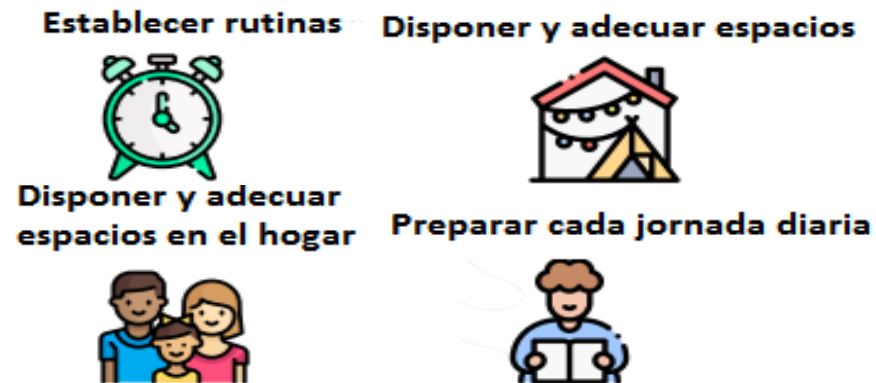 Establecer rutinas
Disponer y adecuar espacios
Disponer y adecuar
espacios en el hogar
Preparar cada jornada diaria